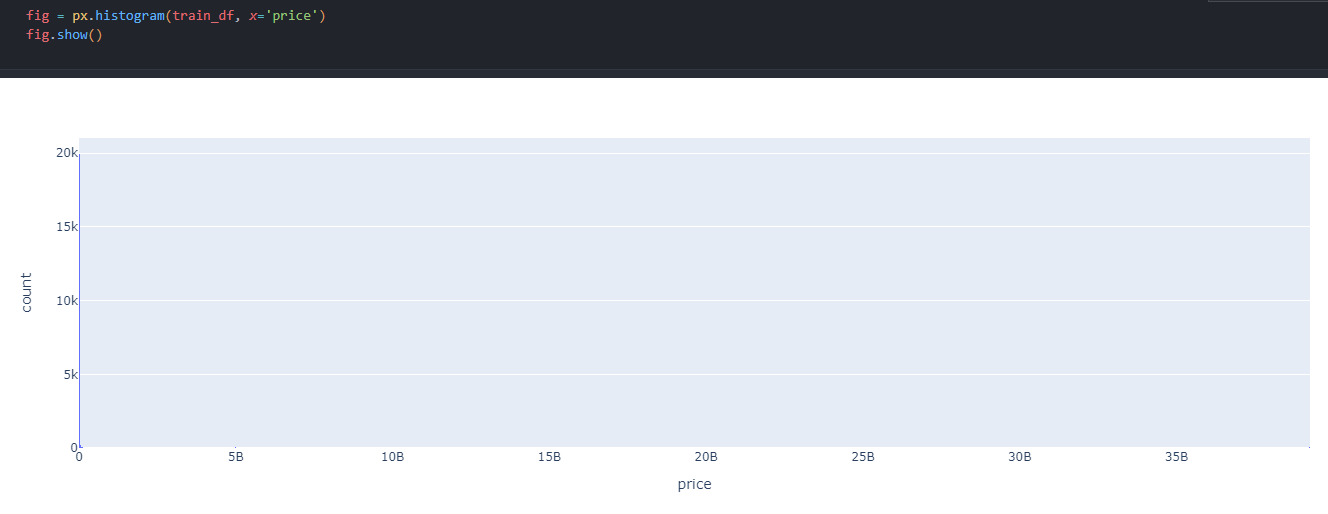 fig = px.histogram(train_df, x='price')
fig.show()
20k
15k
10k
5k
0
count
0 5B 10B 15B 20B 25B 30B 35B
price